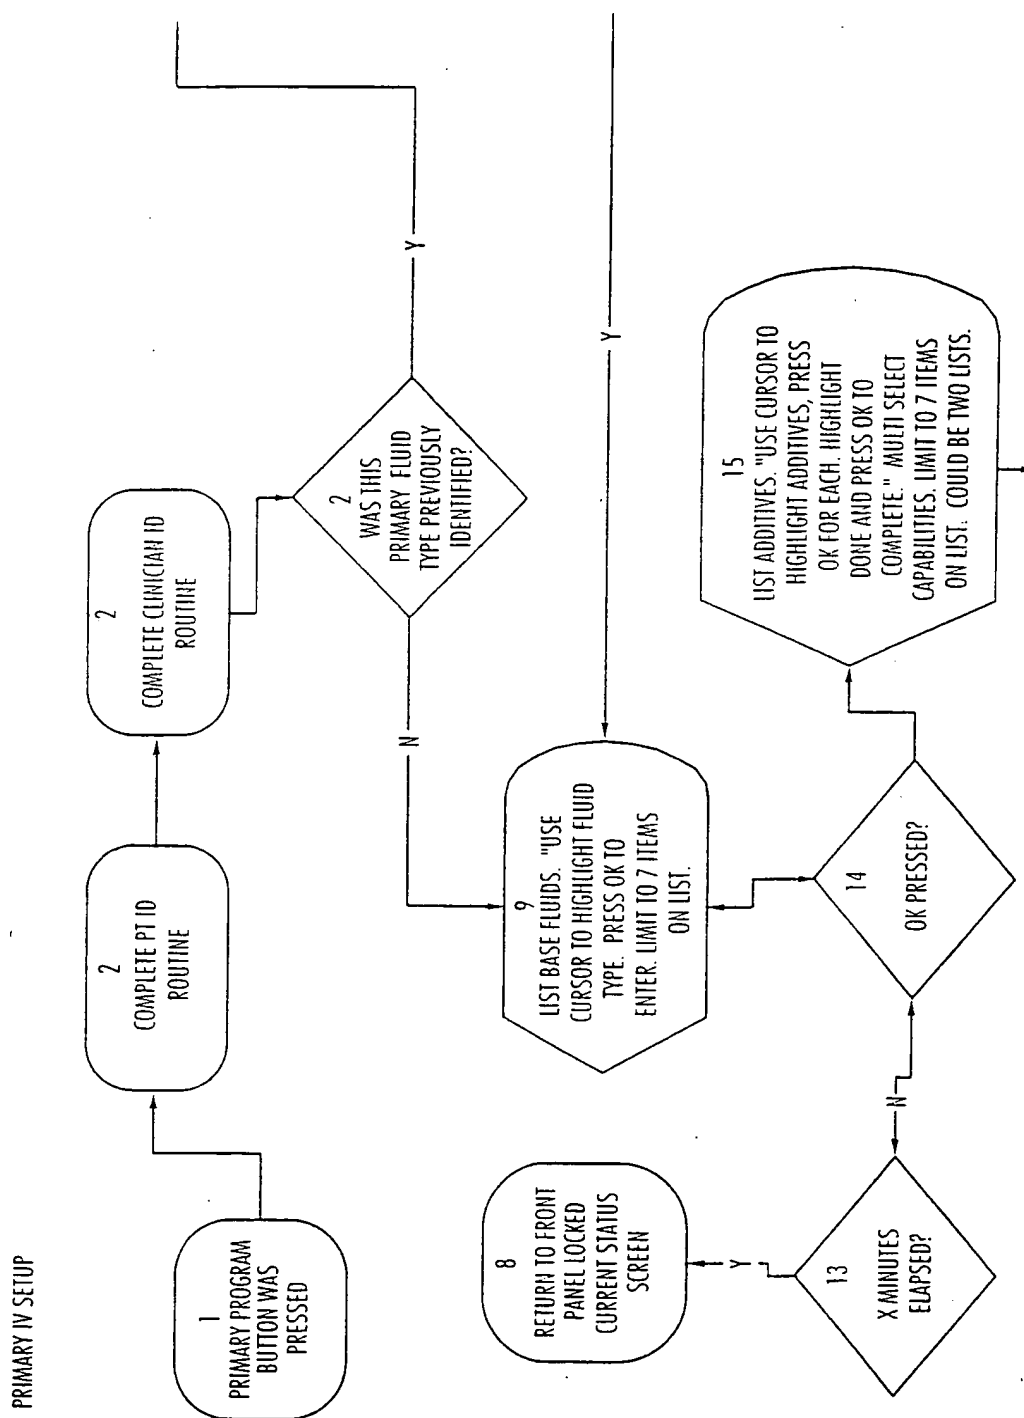 PRIMARY IV SETUP
1
PRIMARY PROGRAM
BUTTON WAS
PRESSED
2
COMPLETE PT ID
ROUTINE
2
COMPLETE CLINICIAN ID
ROUTINE
2
WAS THIS
PRIMARY FLUID
TYPE PREVIOUSLY
IDENTIFIED?
Y
N
8
RETURN TO FRONT
PANEL LOCKED
CURRENT STATUS
SCREEN
9
LIST BASE FLUIDS. "USE
CURSOR TO HIGHLIGHT FLUID
TYPE. PRESS OK TO
ENTER. LIMIT TO 7 ITEMS
ON LIST.
Y
Y
13
X MINUTES
ELAPSED?
N
14
OK PRESSED?
15
LIST ADDITIVES. "USE CURSOR TO
HIGHLIGHT ADDITIVES, PRESS
OK FOR EACH. HIGHLIGHT
DONE AND PRESS OK TO
COMPLETE." MULTI SELECT
CAPABILITIES. LIMIT TO 7 ITEMS
ON LIST. COULD BE TWO LISTS.